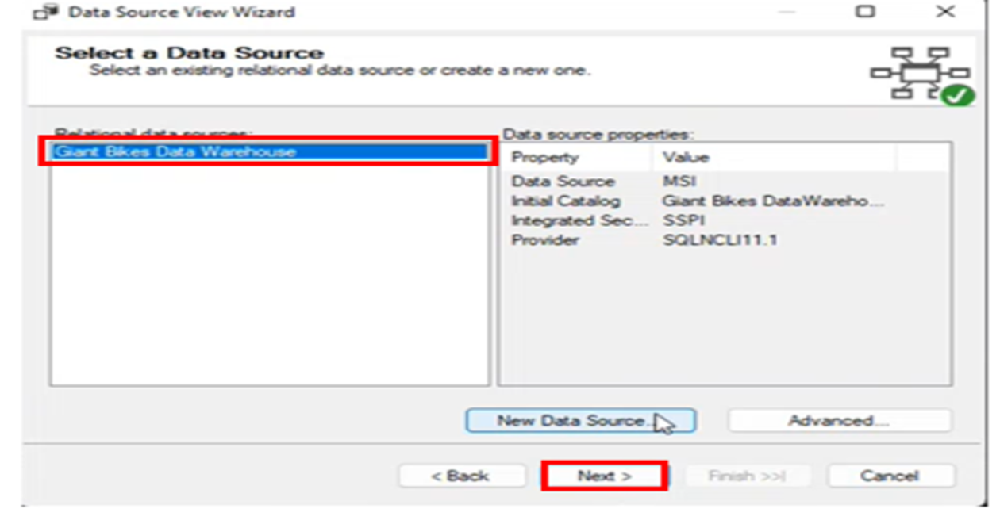 Data Source View Wizard
Select a Data Source
Select an existing relational data source or create a new one.
Relational data sources:
Giant Bikes Data Warehouse
Data source properties:
Property Value
Data Source MSI
Initial Catalog Giant Bikes DataWareho...
Integrated Sec... SSPI
Provider SQLNCLI11.1
New Data Source... Advanced...
< Back Next > Finish >>| Cancel